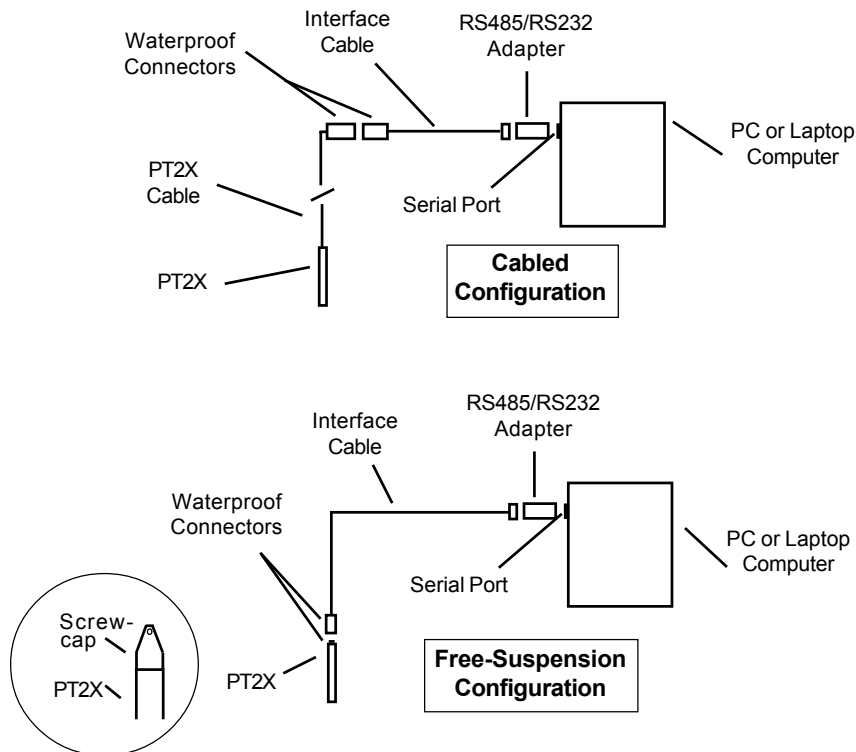 Interface
Cable
RS485/RS232
Adapter
Waterproof
Connectors
PC or Laptop
Computer
PT2X
Cable
Serial Port
PT2X
Cabled
Configuration
RS485/RS232
Adapter
Interface
Cable
Waterproof
Connectors
PC or Laptop
Computer
Serial Port
Screw-
cap
PT2X
PT2X
Free-Suspension
Configuration